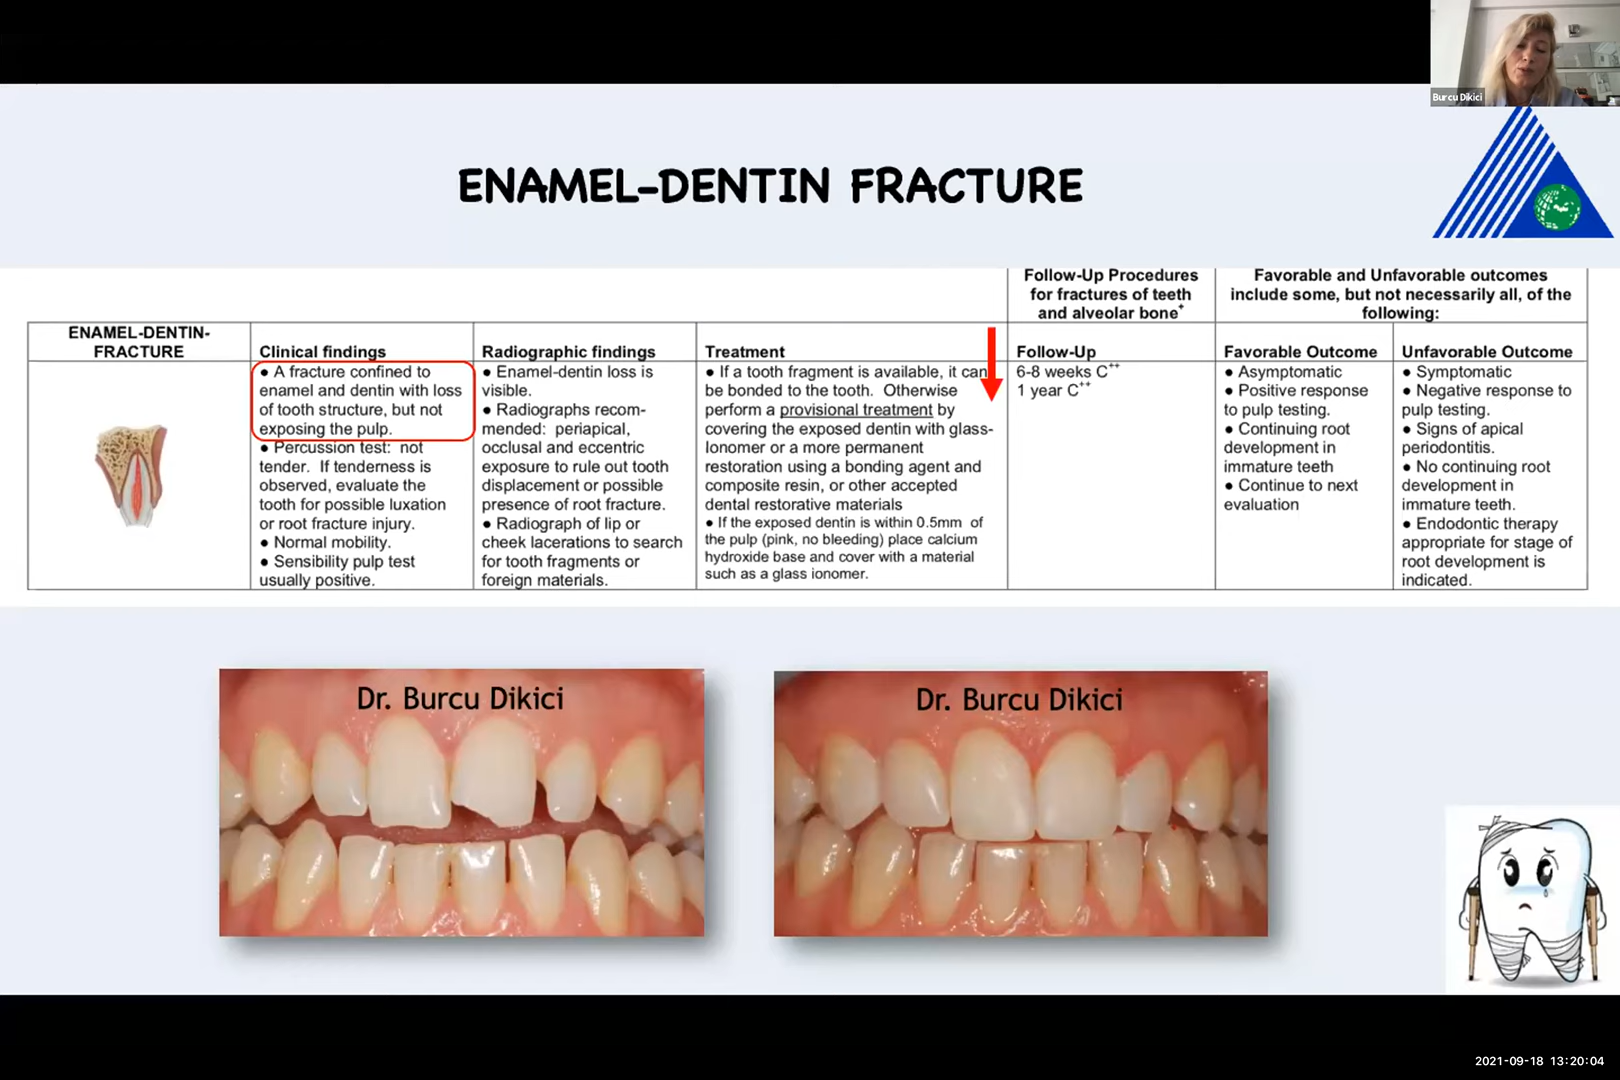 Burcu Dikici
ENAMEL-DENTIN FRACTURE
Follow-Up Procedures
for fractures of teeth
and alveolar bone+
Favorable and Unfavorable outcomes
include some, but not necessarily all, of the
following:
ENAMEL-DENTIN-
FRACTURE
Clinical findings
Radiographic findings
Treatment
Follow-Up
Favorable Outcome
Unfavorable Outcome
● A fracture confined to
enamel and dentin with loss
of tooth structure, but not
exposing the pulp.
● Percussion test: not
tender. If tenderness is
observed, evaluate the
tooth for possible luxation
or root fracture injury.
● Normal mobility.
● Sensibility pulp test
usually positive.
● Enamel-dentin loss is
visible.
● Radiographs recom-
mended: periapical,
occlusal and eccentric
exposure to rule out tooth
displacement or possible
presence of root fracture.
● Radiograph of lip or
cheek lacerations to search
for tooth fragments or
foreign materials.
● If a tooth fragment is available, it can
be bonded to the tooth. Otherwise
perform a provisional treatment by
covering the exposed dentin with glass-
Ionomer or a more permanent
restoration using a bonding agent and
composite resin, or other accepted
dental restorative materials
● If the exposed dentin is within 0.5mm of
the pulp (pink, no bleeding) place calcium
hydroxide base and cover with a material
such as a glass ionomer.
6-8 weeks C++
1 year C++
● Asymptomatic
● Positive response
to pulp testing.
● Continuing root
development in
immature teeth
● Continue to next
evaluation
● Symptomatic
● Negative response to
pulp testing.
● Signs of apical
periodontitis.
● No continuing root
development in
immature teeth.
● Endodontic therapy
appropriate for stage of
root development is
indicated.
Dr. Burcu Dikici
Dr. Burcu Dikici
2021-09-18 13:20:04